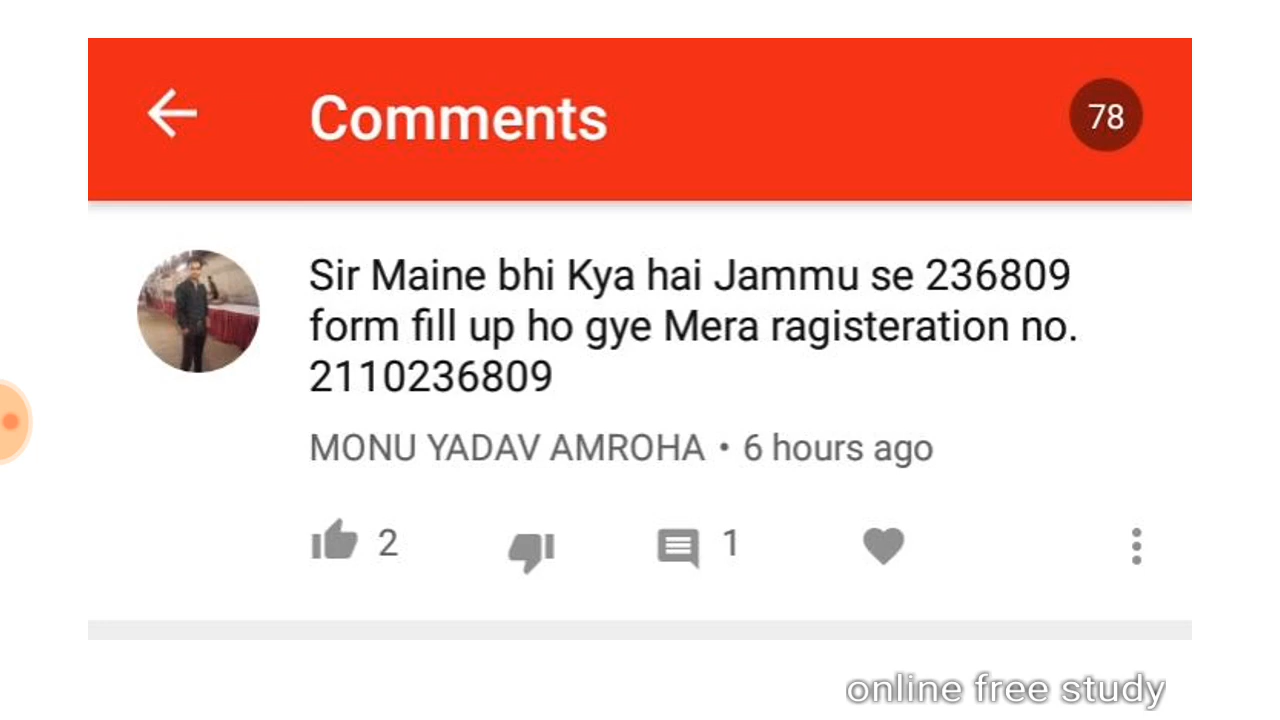 Comments
78
Sir Maine bhi Kya hai Jammu se 236809
form fill up ho gye Mera ragisteration no.
2110236809
MONU YADAV AMROHA • 6 hours ago
2
1
online free study